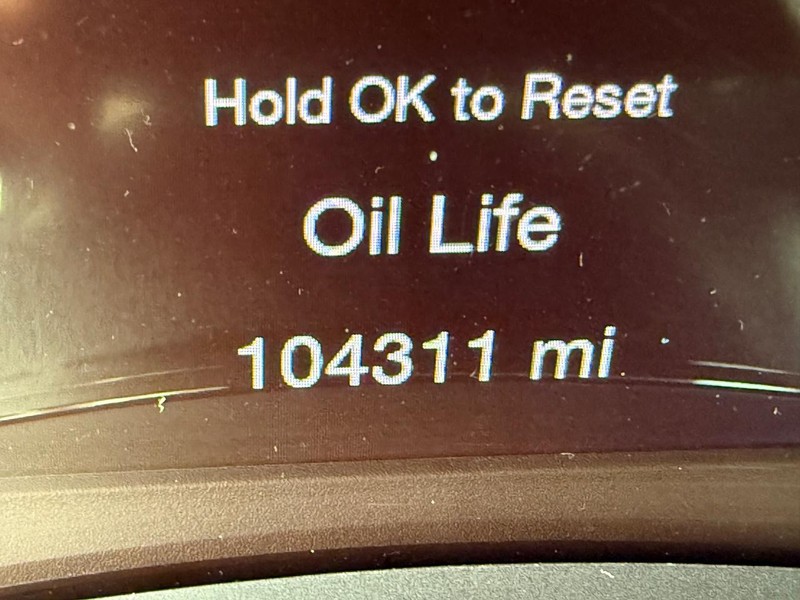 Hold OK to Reset
Oil Life
104311 mi